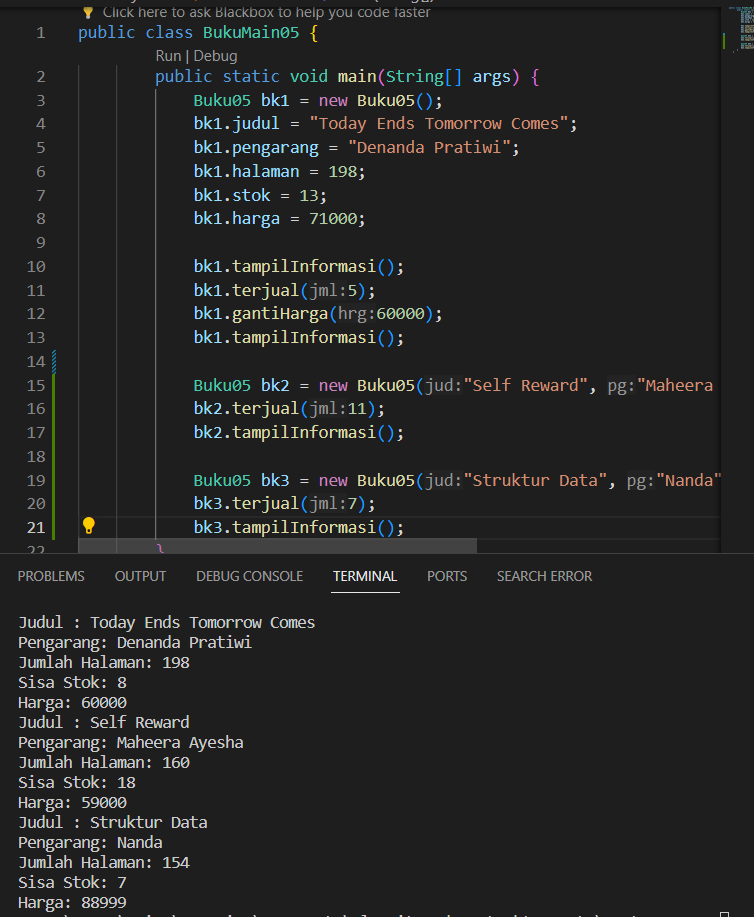 Click here to ask Blackbox to help you code faster
1 public class BukuMain05 {
Run | Debug
2 public static void main(String[] args) {
3 Buku05 bk1 = new Buku05();
4 bk1.judul = "Today Ends Tomorrow Comes";
5 bk1.pengarang = "Denanda Pratiwi";
6 bk1.halaman = 198;
7 bk1.stok = 13;
8 bk1.harga = 71000;
9
10 bk1.tampilInformasi();
11 bk1.terjual(jml:5);
12 bk1.gantiHarga(hrg:60000);
13 bk1.tampilInformasi();
14
15 Buku05 bk2 = new Buku05(jud:"Self Reward", pg:"Maheera
16 bk2.terjual(jml:11);
17 bk2.tampilInformasi();
18
19 Buku05 bk3 = new Buku05(jud:"Struktur Data", pg:"Nanda"
20 bk3.terjual(jml:7);
21 bk3.tampilInformasi();
22 }
PROBLEMS OUTPUT DEBUG CONSOLE TERMINAL PORTS SEARCH ERROR
Judul : Today Ends Tomorrow Comes
Pengarang: Denanda Pratiwi
Jumlah Halaman: 198
Sisa Stok: 8
Harga: 60000
Judul : Self Reward
Pengarang: Maheera Ayesha
Jumlah Halaman: 160
Sisa Stok: 18
Harga: 59000
Judul : Struktur Data
Pengarang: Nanda
Jumlah Halaman: 154
Sisa Stok: 7
Harga: 88999